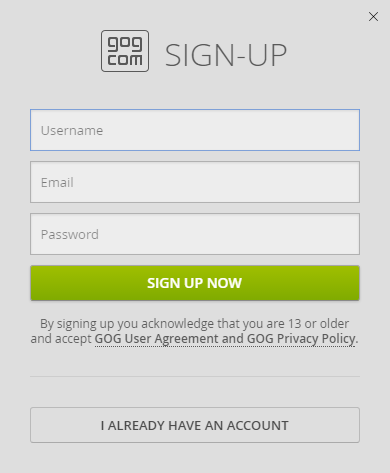 gog
com
SIGN-UP
Username
Email
Password
SIGN UP NOW
By signing up you acknowledge that you are 13 or older
and accept GOG User Agreement and GOG Privacy Policy.
I ALREADY HAVE AN ACCOUNT